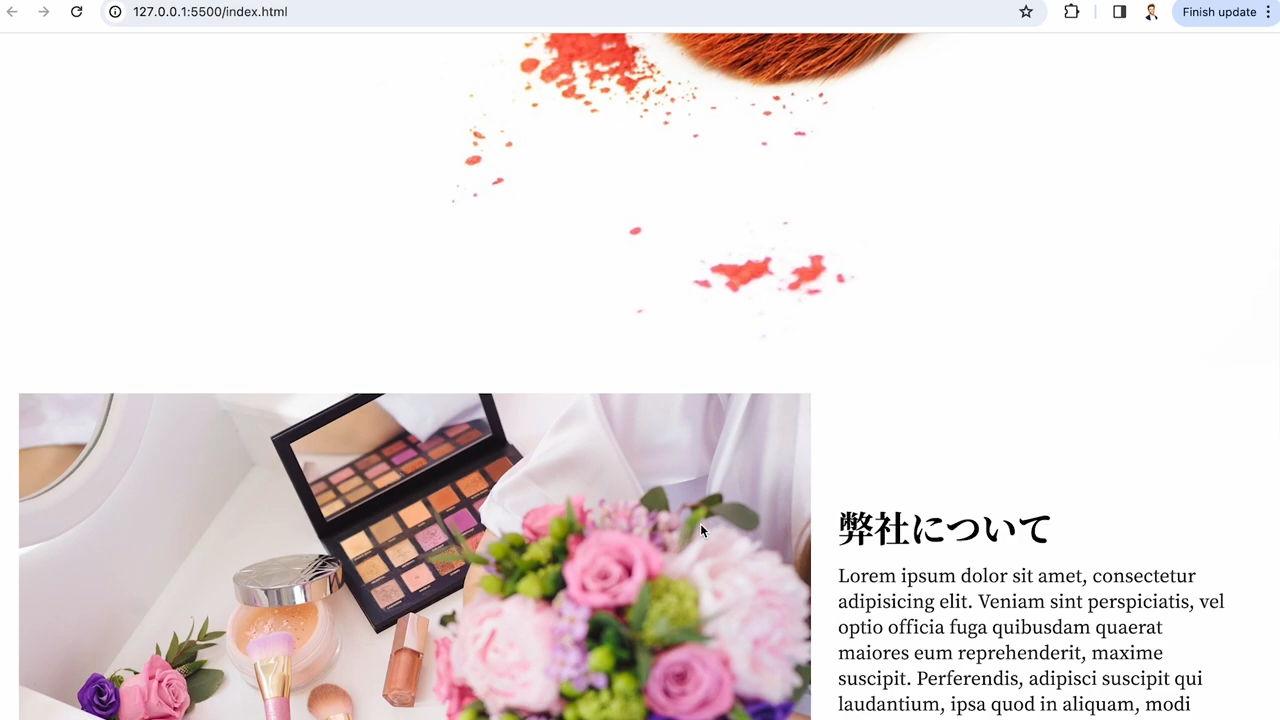 127.0.0.1:5500/index.html
Finish update
弊社について
Lorem ipsum dolor sit amet, consectetur
adipisicing elit. Veniam sint perspiciatis, vel
optio officia fuga quibusdam quaerat
maiores eum reprehenderit, maxime
suscipit. Perferendis, adipisci suscipit qui
laudantium, ipsa quod in aliquam, modi